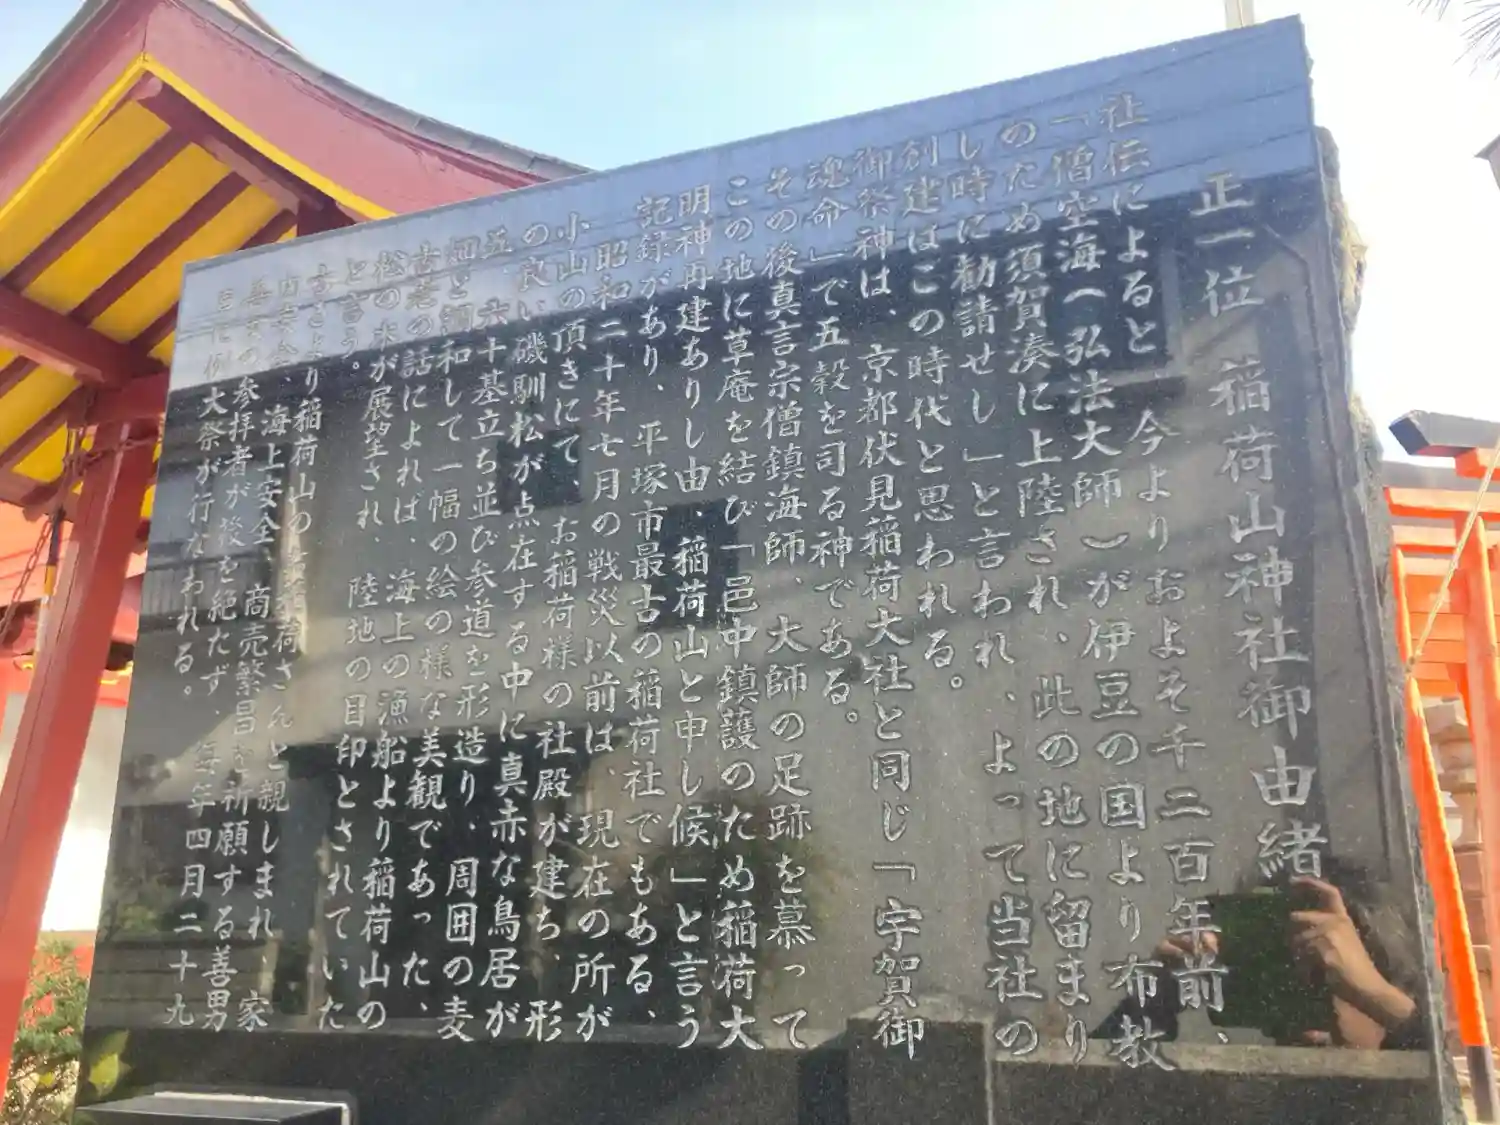 正一位 稲荷山神社御由緒
社伝によると 今よりおよそ千二百年前、
「僧空海(弘法大師)が伊豆の国より布教
のため須賀湊に上陸され、此の地に留まり
し時に勧請せし」と言われ、よって当社の
創建はこの時代と思われる。
御祭神は、京都伏見稲荷大社と同じ「宇賀御
魂命」で五穀を司る神である。
その後真言宗僧鎮海師、大師の足跡を慕って
この地に草庵を結び「邑中鎮護のため稲荷大
明神再建ありし由、稲荷山と申し候」と言う
記録があり、平塚市最古の稲荷社でもある、
昭和二十年七月の戦災以前は、現在の所が
小山の頂きにて、お稲荷様の社殿が建ち、形
の良い磯馴松が点在する中に真赤な鳥居が
五、六十基立ち並び参道を形造り、周囲の麦
畑と調和して一幅の絵の様な美観であった、
古老の話によれば、海上の漁船より稲荷山の
松の木が展望され、陸地の目印とされていた
と言う。
古より稲荷山の 荷さんと親しまれ、家
内安全、海上安全、商売繁昌を祈願する善男
善女の参拝者が後を絶たず、毎年四月二十九
日に例大祭が行なわれる。